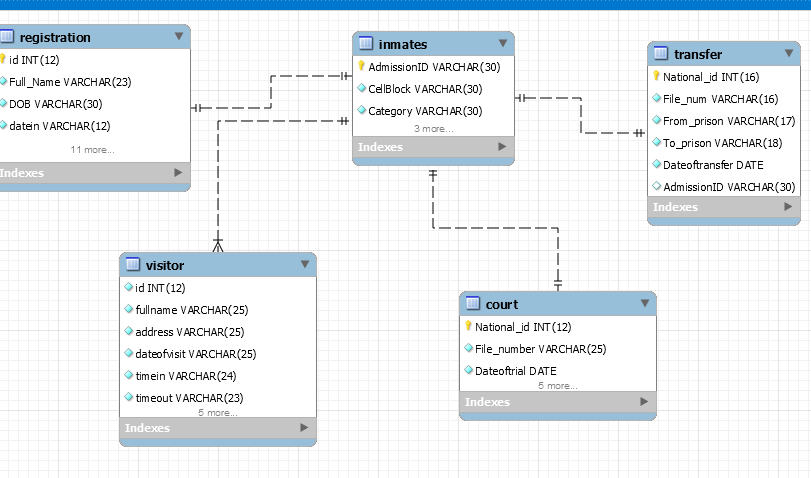 registration
id INT(12)
Full_Name VARCHAR(23)
DOB VARCHAR(30)
datein VARCHAR(12)
11 more...
Indexes
inmates
AdmissionID VARCHAR(30)
CellBlock VARCHAR(30)
Category VARCHAR(30)
3 more...
Indexes
transfer
National_id INT(16)
File_num VARCHAR(16)
From_prison VARCHAR(17)
To_prison VARCHAR(18)
Dateoftransfer DATE
AdmissionID VARCHAR(30)
Indexes
visitor
id INT(12)
fullname VARCHAR(25)
address VARCHAR(25)
dateofvisit VARCHAR(25)
timein VARCHAR(24)
timeout VARCHAR(23)
5 more...
Indexes
court
National_id INT(12)
File_number VARCHAR(25)
Dateoftrial DATE
5 more...
Indexes